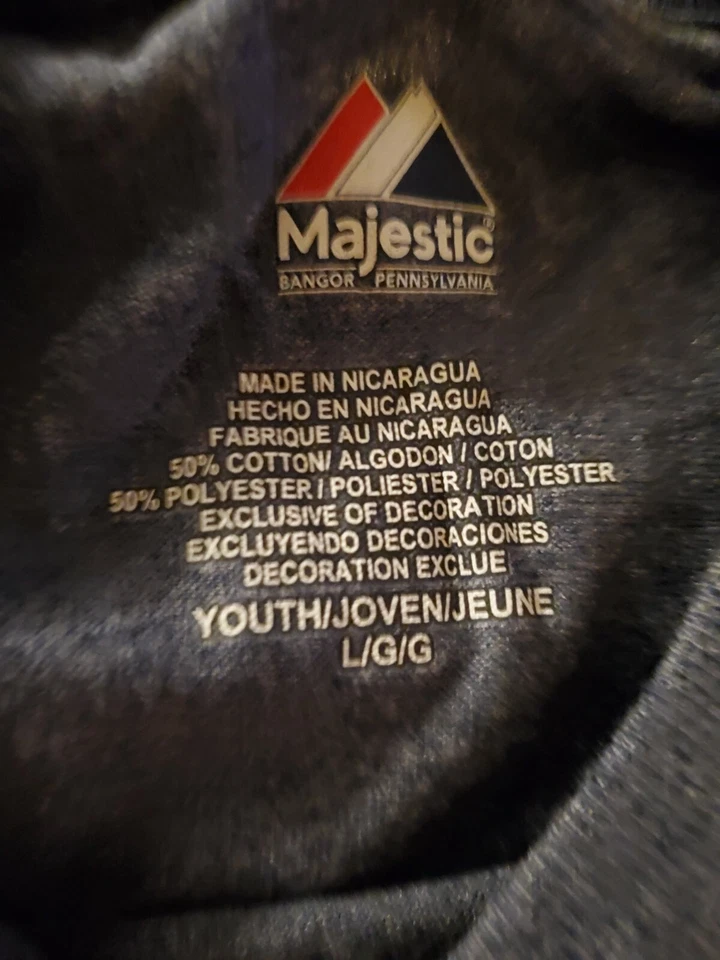 Majestic®
BANGOR PENNSYLVANIA
MADE IN NICARAGUA
HECHO EN NICARAGUA
FABRIQUE AU NICARAGUA
50% COTTON/ ALGODON / COTON
50% POLYESTER / POLIESTER / POLYESTER
EXCLUSIVE OF DECORATION
EXCLUYENDO DECORACIONES
DECORATION EXCLUE
YOUTH/JOVEN/JEUNE
L/G/G